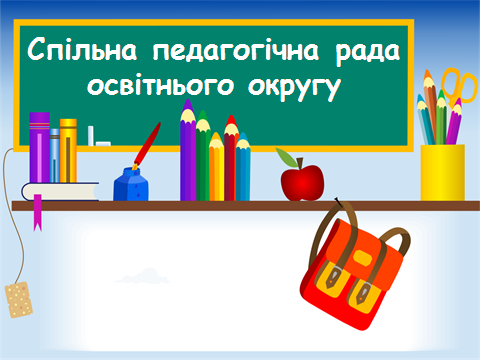 Спільна педагогічна рада
освітнього округу